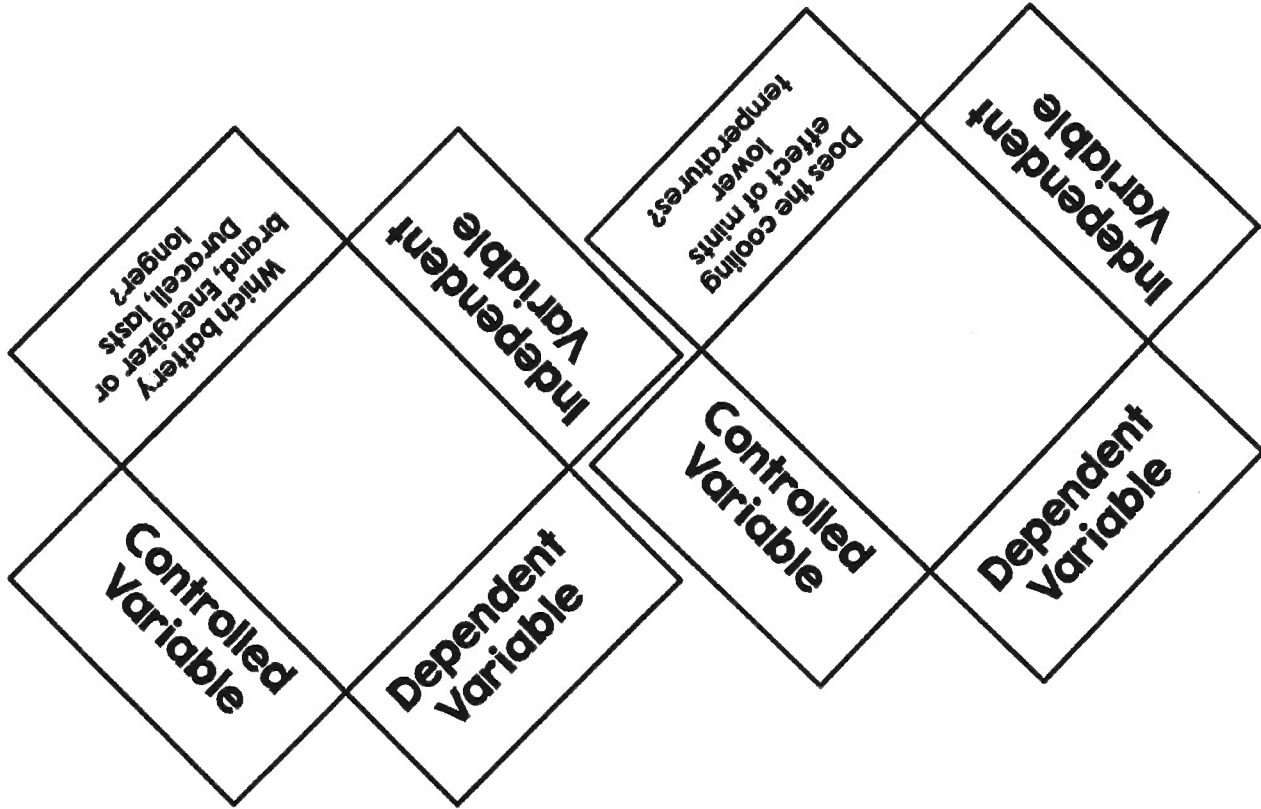 Which battery
brand, Energizer or
Duracell, lasts
longer?
Independent
Variable
Controlled
Variable
Dependent
Variable
Does the cooling
effect of mints
lower
temperatures?
Independent
Variable
Controlled
Variable
Dependent
Variable